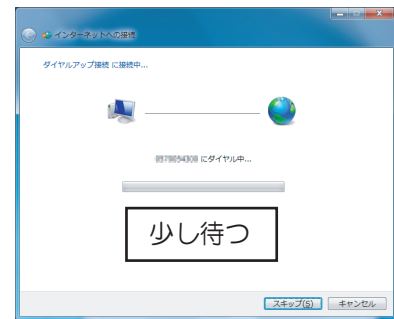 インターネットへの接続
ダイヤルアップ接続 に接続中...
にダイヤル中...
少し待つ
スキップ(S)
キャンセル